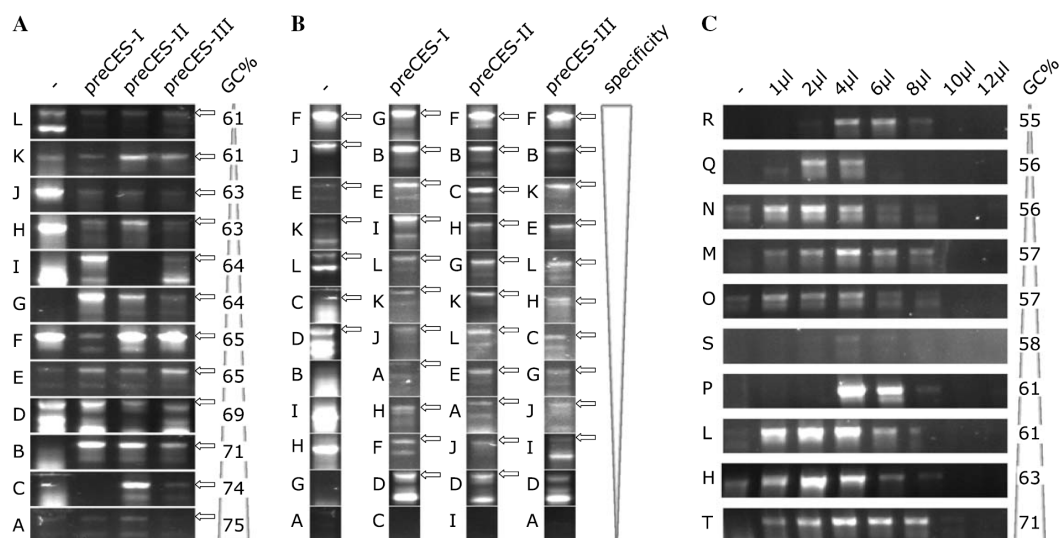 A
- preCES-I preCES-II preCES-III GC%
L 61
K 61
J 63
H 63
I 64
G 64
F 65
E 65
D 69
B 71
C 74
A 75
B
- preCES-I preCES-II preCES-III specificity
F G F F
J B B B
E E C K
K I H E
L L G L
C K K H
D J L C
B A E G
I H A J
H F J I
G D D D
A C I A
C
- 1µl 2µl 4µl 6µl 8µl 10µl 12µl GC%
R 55
Q 56
N 56
M 57
O 57
S 58
P 61
L 61
H 63
T 71